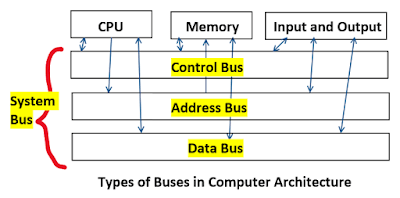 CPU
Memory
Input and Output
Control Bus
System
Bus
Address Bus
Data Bus
Types of Buses in Computer Architecture